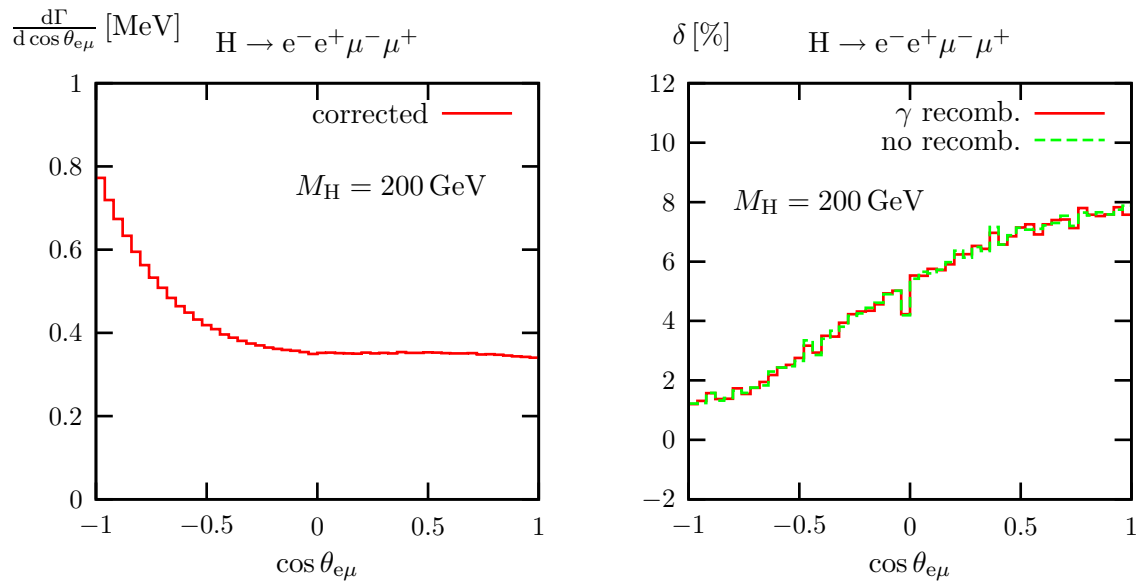 dΓ/d cos θeμ [MeV]
H → e−e+μ−μ+
corrected
MH = 200 GeV
1
0.8
0.6
0.4
0.2
0
−1
−0.5
0
0.5
1
cos θeμ
δ [%]
H → e−e+μ−μ+
γ recomb.
no recomb.
MH = 200 GeV
12
10
8
6
4
2
0
−2
−1
−0.5
0
0.5
1
cos θeμ